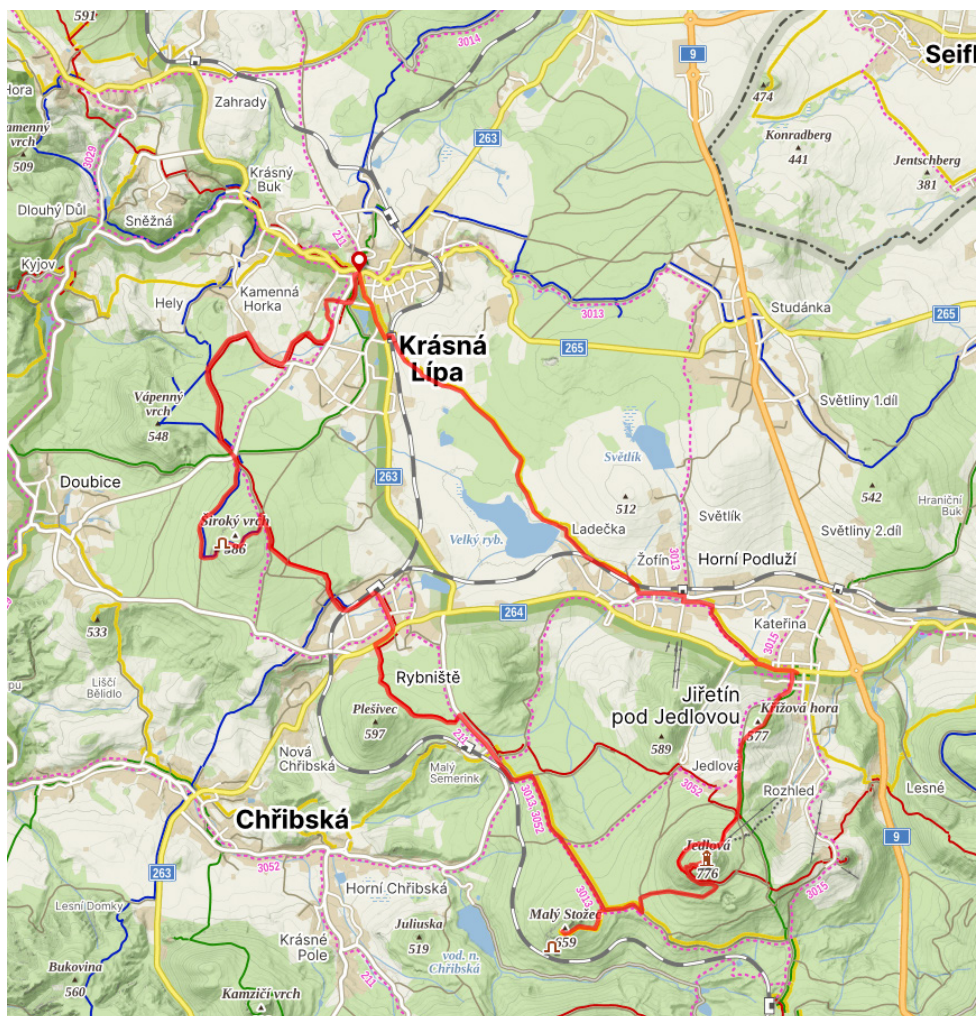 591
3014
9
Seifl
Hora
Zahrady
474
Kamenný
vrch
509
3029
263
Konradberg
441
Krásný
Buk
Jentschberg
381
Dlouhý Důl
Sněžná
211
Kyjov
Hely
Kamenná
Horka
3013
Studánka
265
265
Krásná
Lípa
Vápenný
vrch
548
Světliny 1.díl
Světlík
Doubice
263
512
542
Hraniční
Buk
Široký vrch
586
Velký ryb.
Ladečka
Světlík
Světliny 2.díl
3013
Žofín
Horní Podluží
264
Kateřina
533
3015
Rybniště
Liščí
Bělidlo
Plešivec
597
Jiřetín
pod Jedlovou
Křížová hora
577
211
589
Nová
Chřibská
Malý
Semerink
Jedlová
3052
Rozhled
Lesné
3013, 3052
Chřibská
Jedlová
776
9
3052
263
Horní Chřibská
3013
3015
Lesní Domky
Juliuska
519
Malý Stožec
659
Krásné
Pole
vod. n.
Chřibská
Bukovina
560
211
Kamzičí vrch